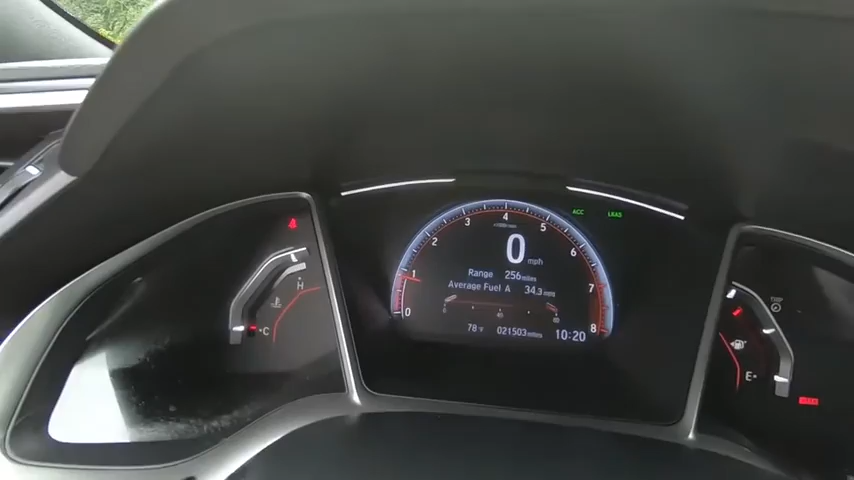 ACC LKAS
0 1 2 3 4 5 6 7 8
0 mph
Range 256 miles
Average Fuel A 34.3 mpg
78°F 021503 miles 10:20
H
C
TRIP
E